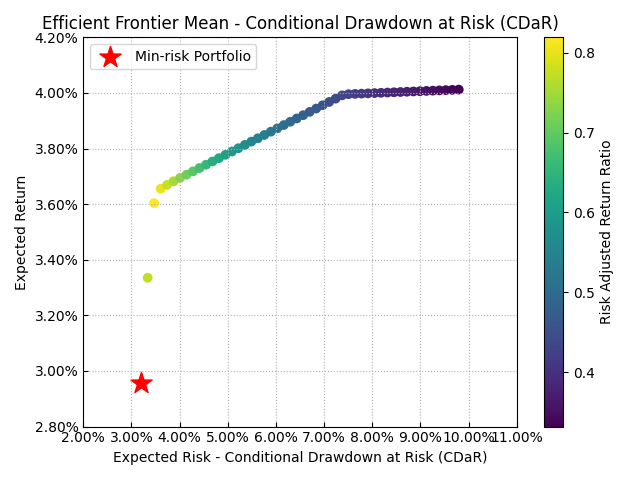 Efficient Frontier Mean - Conditional Drawdown at Risk (CDaR)
Min-risk Portfolio
4.20%
4.00%
3.80%
3.60%
3.40%
3.20%
3.00%
2.80%
Expected Return
2.00% 3.00% 4.00% 5.00% 6.00% 7.00% 8.00% 9.00% 10.00% 11.00%
Expected Risk - Conditional Drawdown at Risk (CDaR)
0.8
0.7
0.6
0.5
0.4
Risk Adjusted Return Ratio